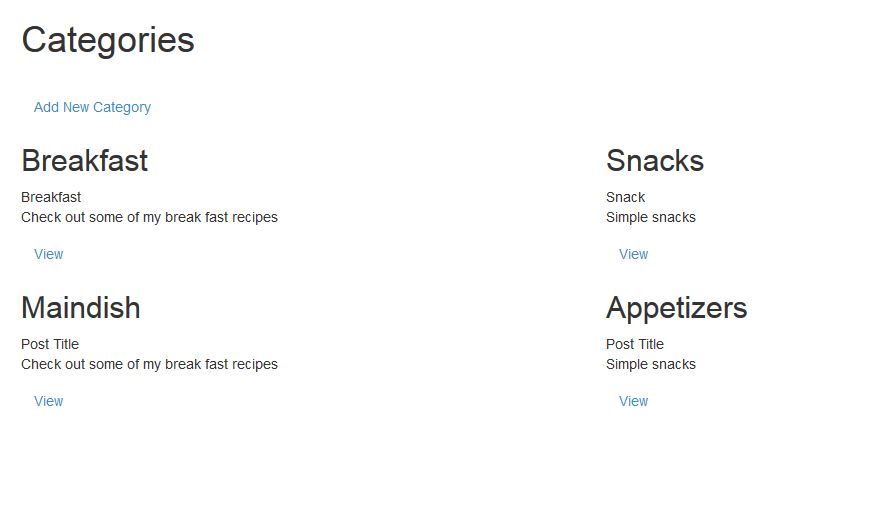 Categories
Add New Category
Breakfast
Breakfast
Check out some of my break fast recipes
View
Snacks
Snack
Simple snacks
View
Maindish
Post Title
Check out some of my break fast recipes
View
Appetizers
Post Title
Simple snacks
View